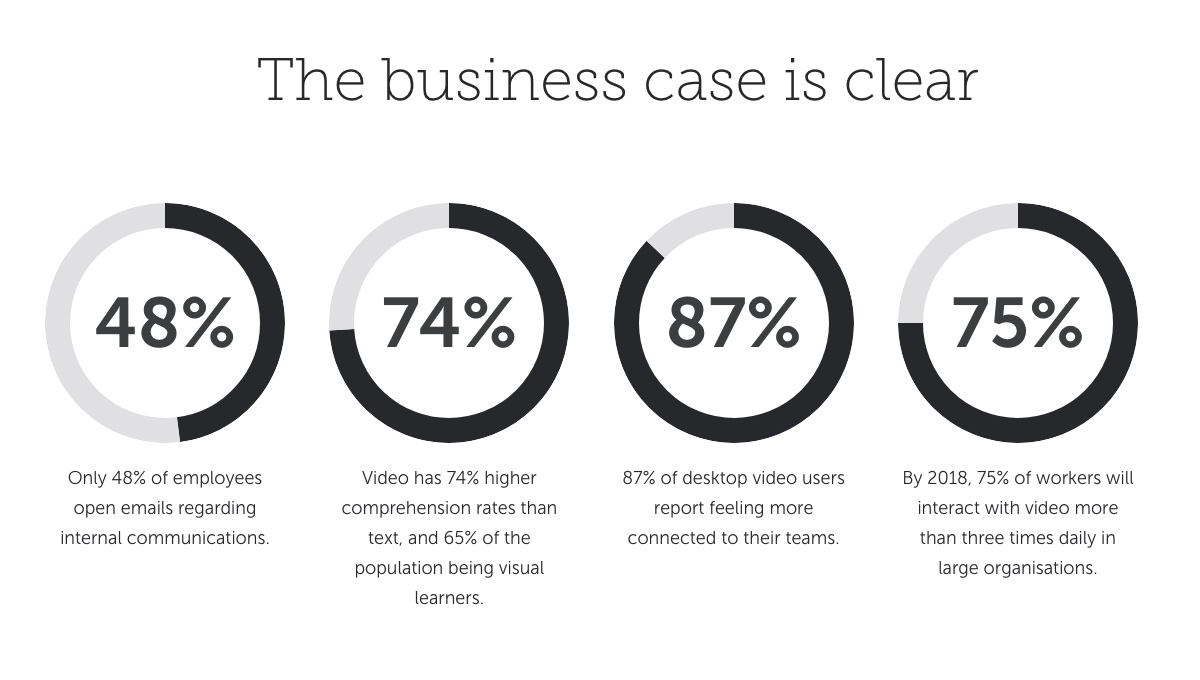 The business case is clear
48%
74%
87%
75%
Only 48% of employees
open emails regarding
internal communications.
Video has 74% higher
comprehension rates than
text, and 65% of the
population being visual
learners.
87% of desktop video users
report feeling more
connected to their teams.
By 2018, 75% of workers will
interact with video more
than three times daily in
large organisations.